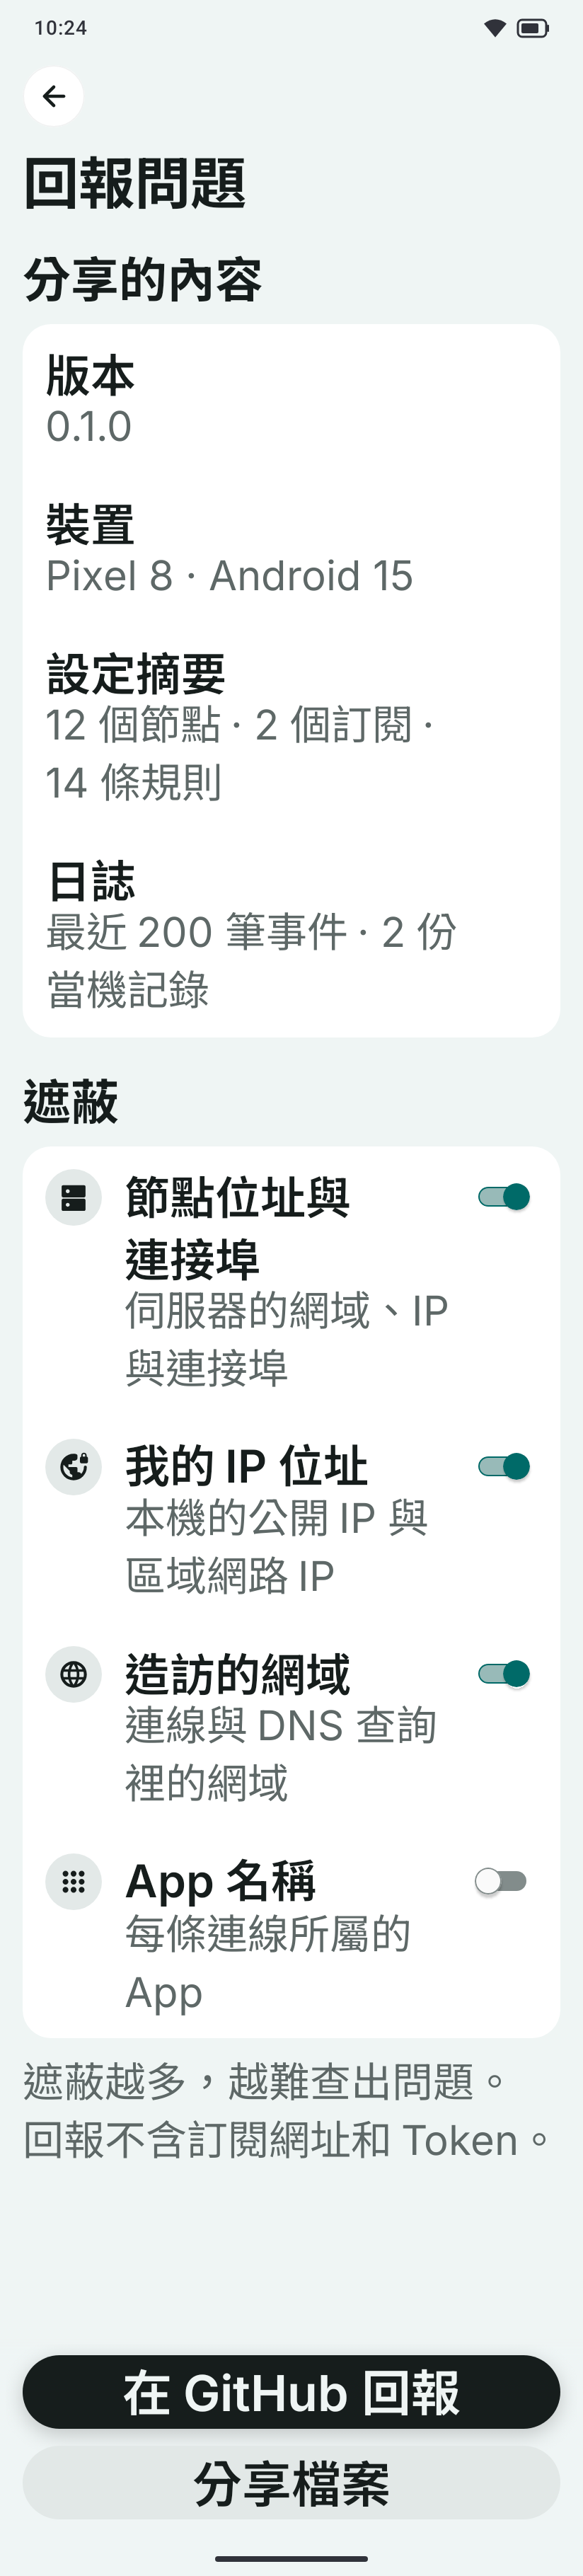 10:24
回報問題
分享的內容
版本
0.1.0
裝置
Pixel 8 · Android 15
設定摘要
12 個節點 · 2 個訂閱 ·
14 條規則
日誌
最近 200 筆事件 · 2 份
當機記錄
遮蔽
節點位址與
連接埠
伺服器的網域、IP
與連接埠
我的 IP 位址
本機的公開 IP 與
區域網路 IP
造訪的網域
連線與 DNS 查詢
裡的網域
App 名稱
每條連線所屬的
App
遮蔽越多，越難查出問題。
回報不含訂閱網址和 Token。
在 GitHub 回報
分享檔案